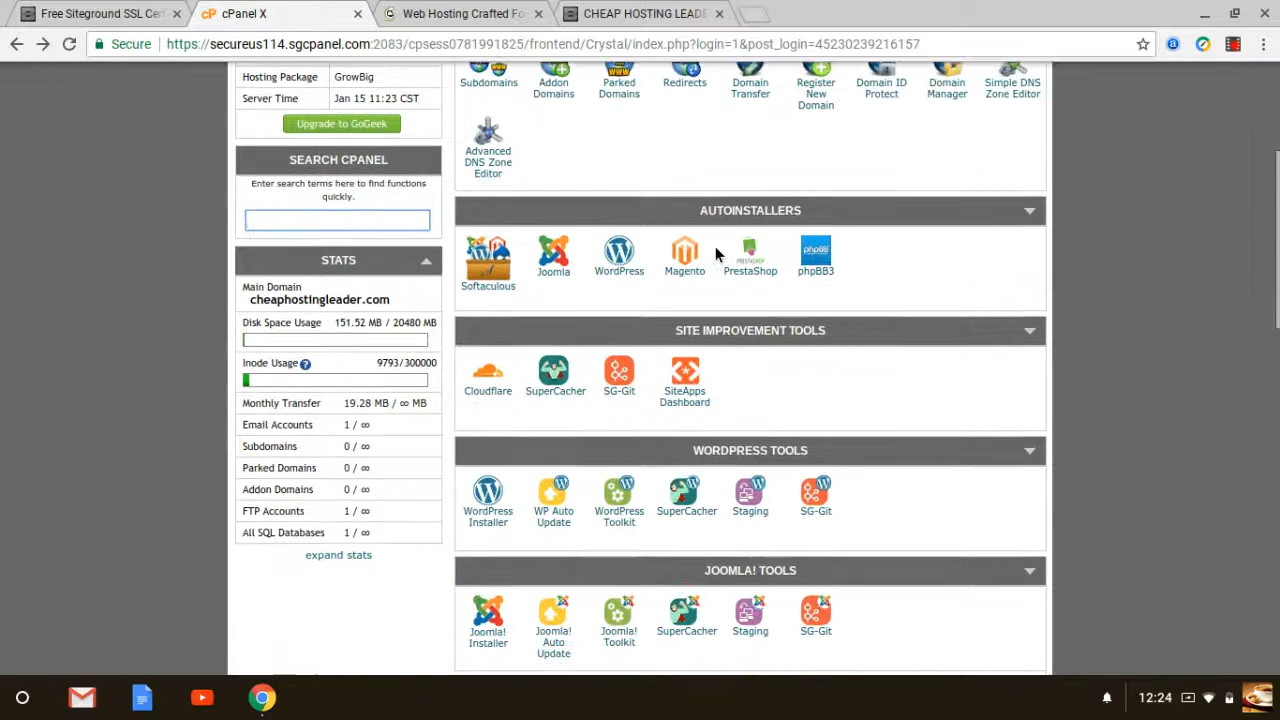 Free Siteground SSL Cer
cPanel X
Web Hosting Crafted Fo
CHEAP HOSTING LEAD
Secure
https://secureus114.sgcpanel.com:2083/cpsess0781991825/frontend/Crystal/index.php?login=1&post_login=45230239216157
Hosting Package GrowBig
Server Time Jan 15 11:23 CST
Upgrade to GoGeek
SEARCH CPANEL
Enter search terms here to find functions
quickly.
STATS
Main Domain
cheaphostingleader.com
Disk Space Usage 151.52 MB / 20480 MB
Inode Usage ? 9793/300000
Monthly Transfer 19.28 MB / ∞ MB
Email Accounts 1 / ∞
Subdomains 0 / ∞
Parked Domains 0 / ∞
Addon Domains 0 / ∞
FTP Accounts 1 / ∞
All SQL Databases 1 / ∞
expand stats
Subdomains
Addon
Domains
Parked
Domains
Redirects
Domain
Transfer
Register
New
Domain
Domain ID
Protect
Domain
Manager
Simple DNS
Zone Editor
Advanced
DNS Zone
Editor
AUTOINSTALLERS
Softaculous
Joomla
WordPress
Magento
PRESTASHOP
PrestaShop
phpBB
phpBB3
SITE IMPROVEMENT TOOLS
Cloudflare
SuperCacher
SG-Git
SiteApps
Dashboard
WORDPRESS TOOLS
WordPress
Installer
WP Auto
Update
WordPress
Toolkit
SuperCacher
Staging
SG-Git
JOOMLA! TOOLS
Joomla!
Installer
Joomla!
Auto
Update
Joomla!
Toolkit
SuperCacher
Staging
SG-Git
12:24